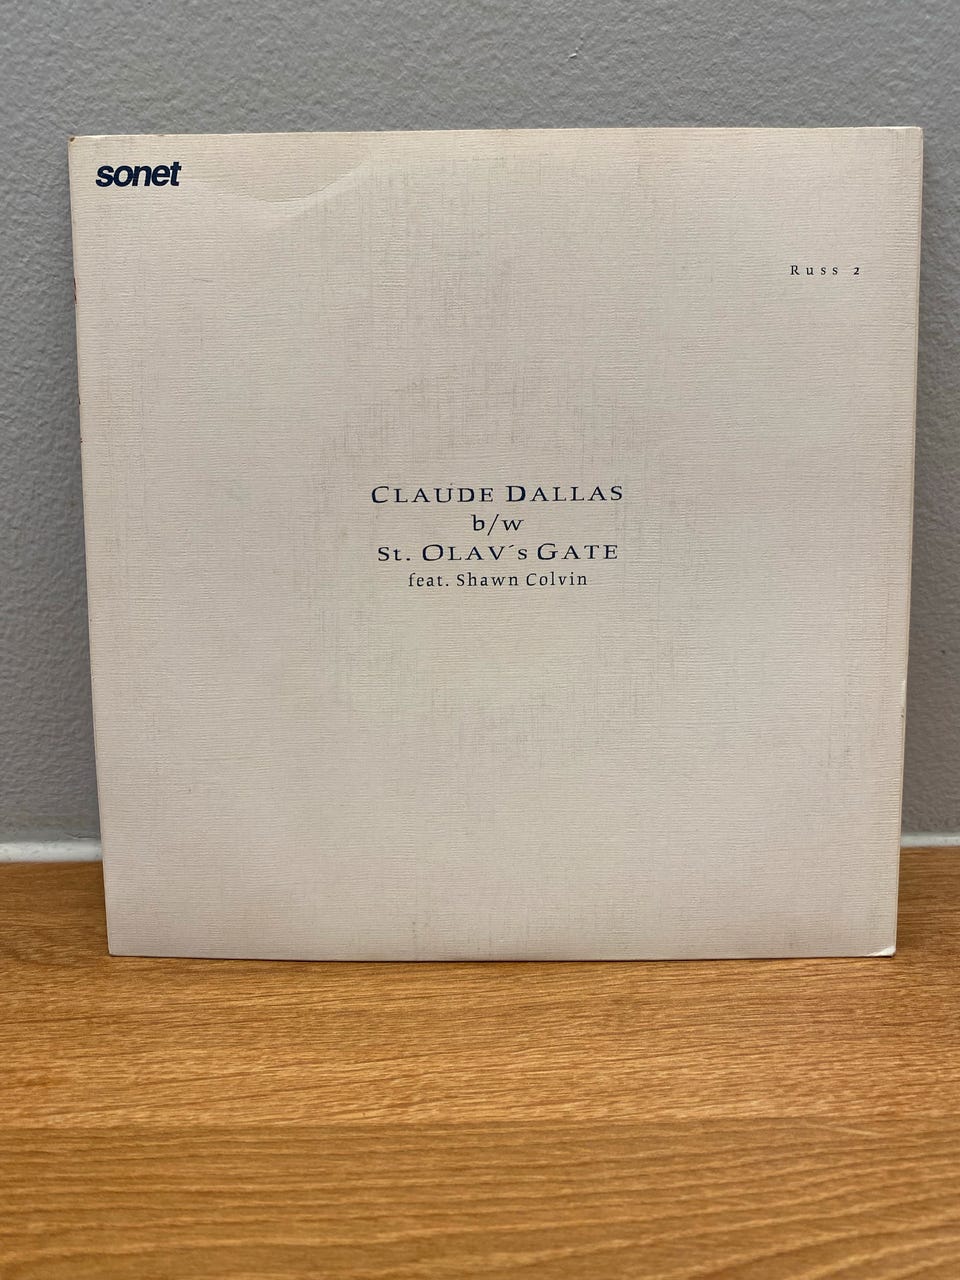 sonet
Russ 2
CLAUDE DALLAS
b/w
St. OLAV´s GATE
feat. Shawn Colvin